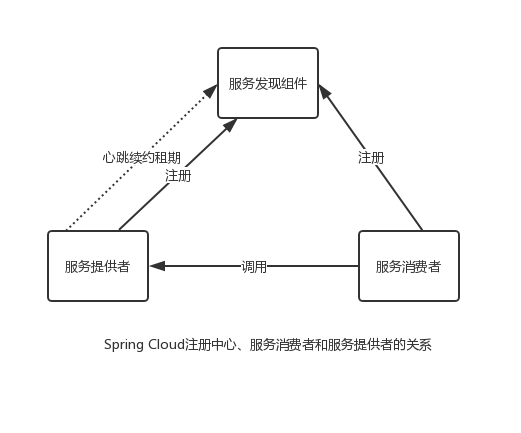 服务发现组件
心跳续约租期
注册
注册
服务提供者
调用
服务消费者
Spring Cloud注册中心、服务消费者和服务提供者的关系